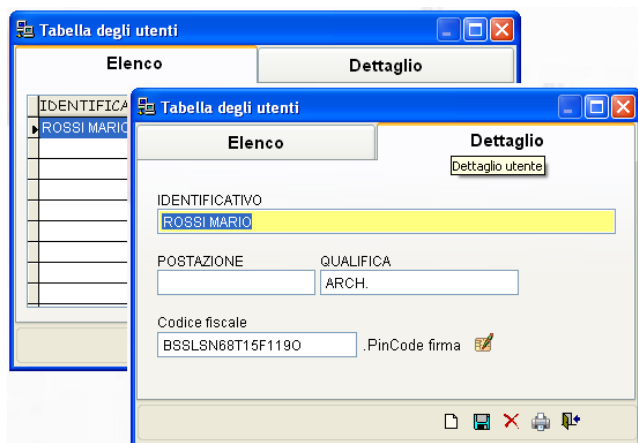 Tabella degli utenti
Elenco
Dettaglio
IDENTIFICA
ROSSI MARIO
Tabella degli utenti
Elenco
Dettaglio
Dettaglio utente
IDENTIFICATIVO
ROSSI MARIO
POSTAZIONE QUALIFICA
ARCH.
Codice fiscale
BSSLSN68T15F119O .PinCode firma